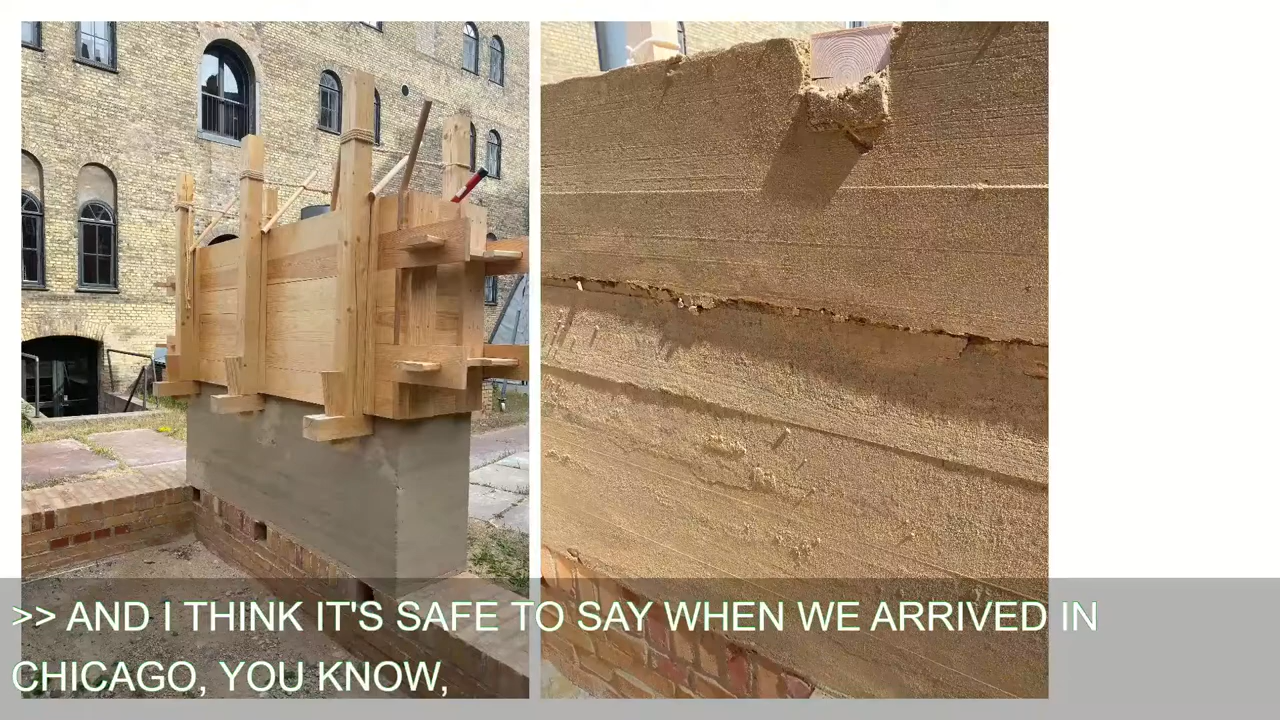 >> AND I THINK IT'S SAFE TO SAY WHEN WE ARRIVED IN
CHICAGO, YOU KNOW,